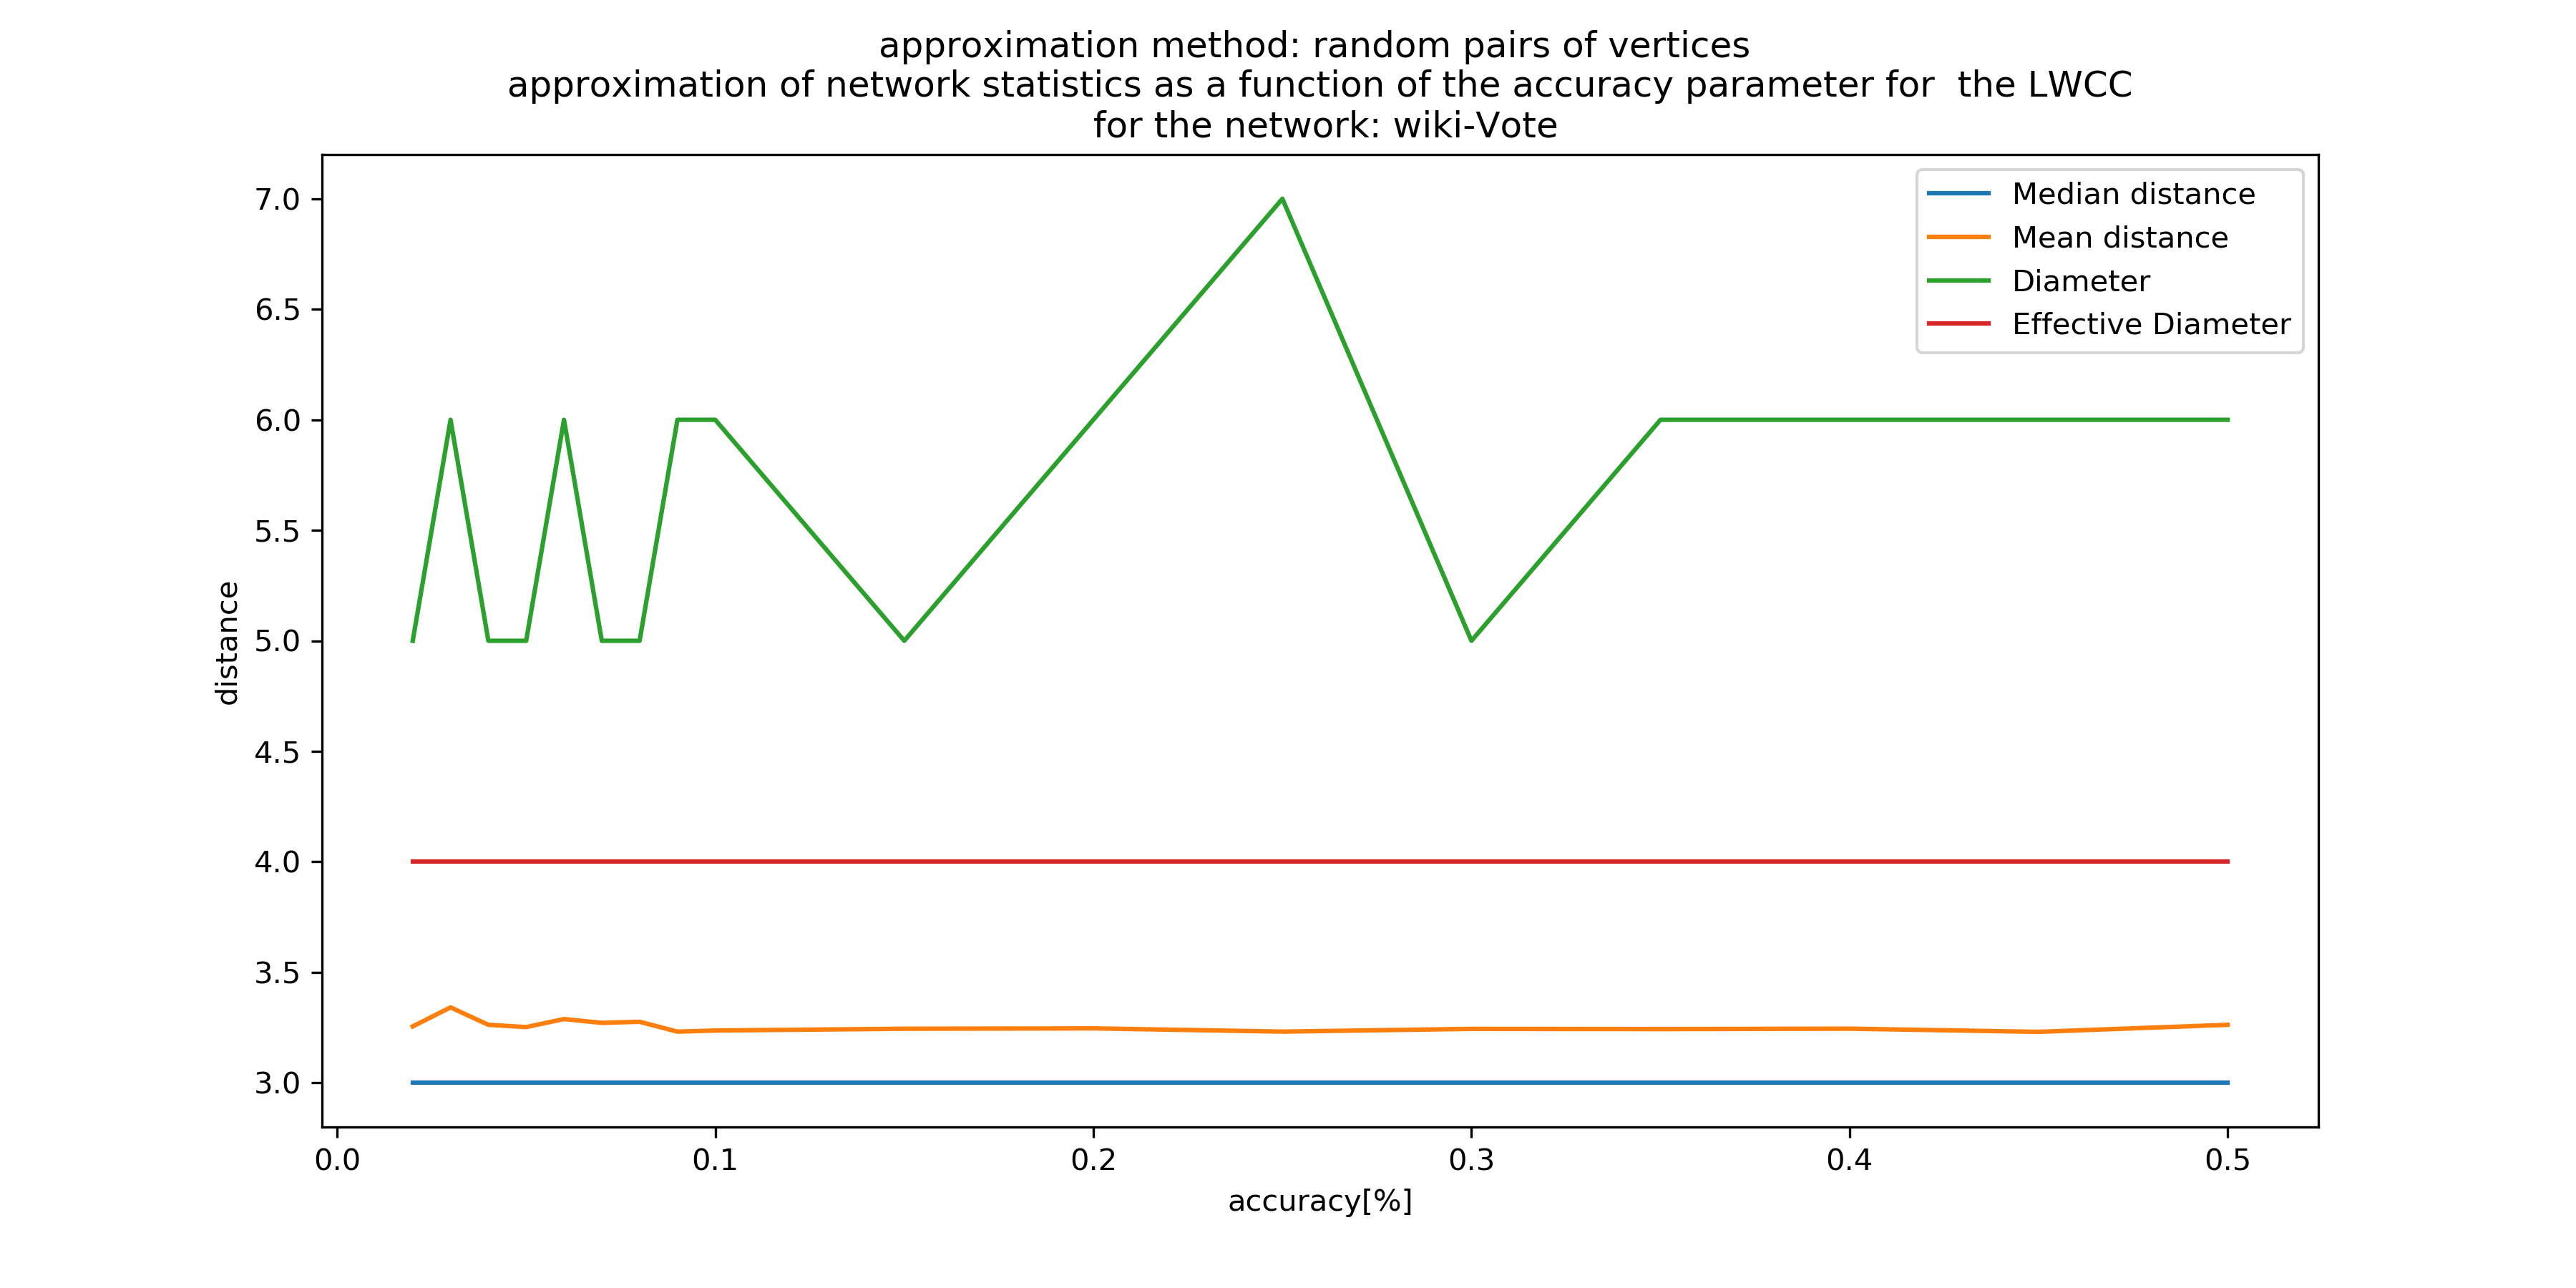 approximation method: random pairs of vertices
approximation of network statistics as a function of the accuracy parameter for  the LWCC
for the network: wiki-Vote
7.0
6.5
6.0
5.5
5.0
4.5
4.0
3.5
3.0
distance
Median distance
Mean distance
Diameter
Effective Diameter
0.0 0.1 0.2 0.3 0.4 0.5
accuracy[%]